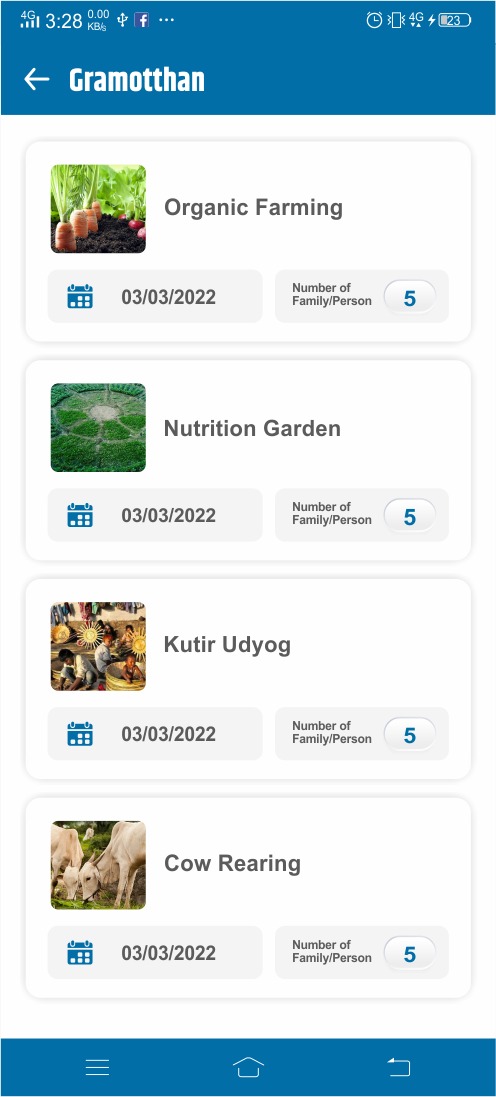 4G 3:28 0.00 KB/s 4G 23
Gramotthan
Organic Farming
03/03/2022
Number of
Family/Person
5
Nutrition Garden
03/03/2022
Number of
Family/Person
5
Kutir Udyog
03/03/2022
Number of
Family/Person
5
Cow Rearing
03/03/2022
Number of
Family/Person
5